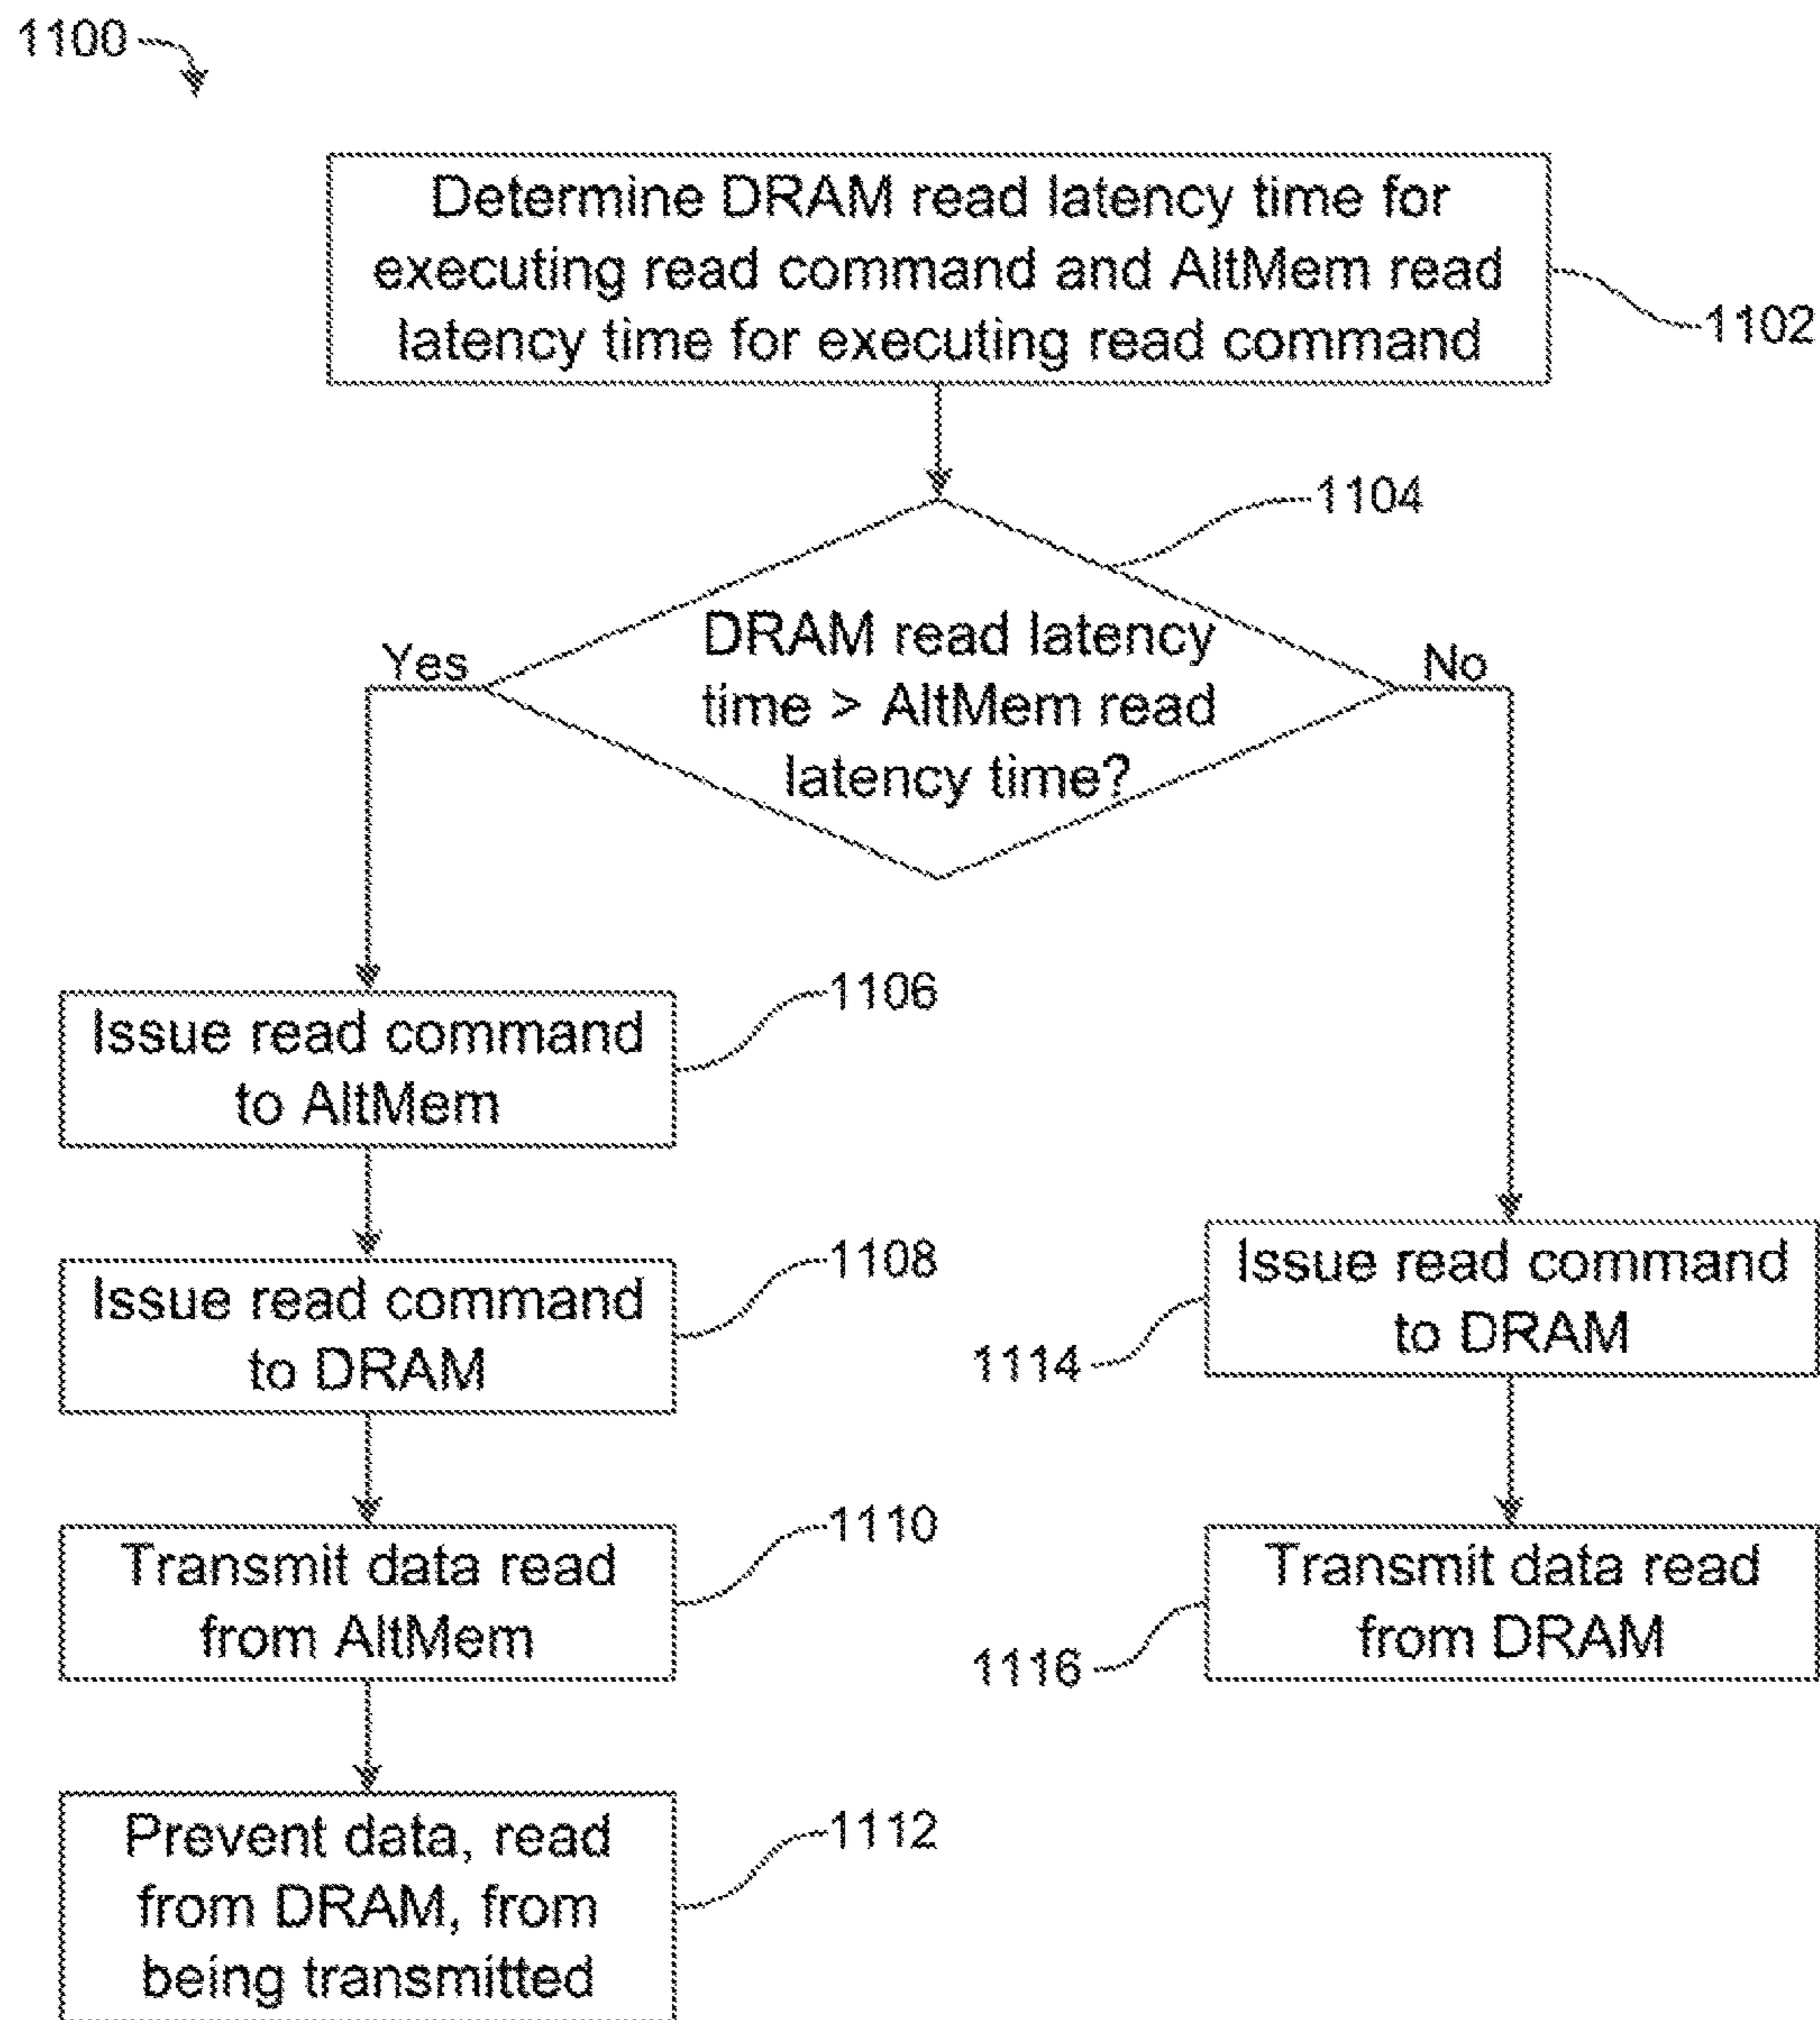 1100
Determine DRAM read latency time for
executing read command and AltMem read
latency time for executing read command
1102
1104
DRAM read latency
time > AltMem read
latency time?
Yes
No
1106
Issue read command
to AltMem
1108
Issue read command
to DRAM
1114
Issue read command
to DRAM
1110
Transmit data read
from AltMem
1116
Transmit data read
from DRAM
1112
Prevent data, read
from DRAM, from
being transmitted